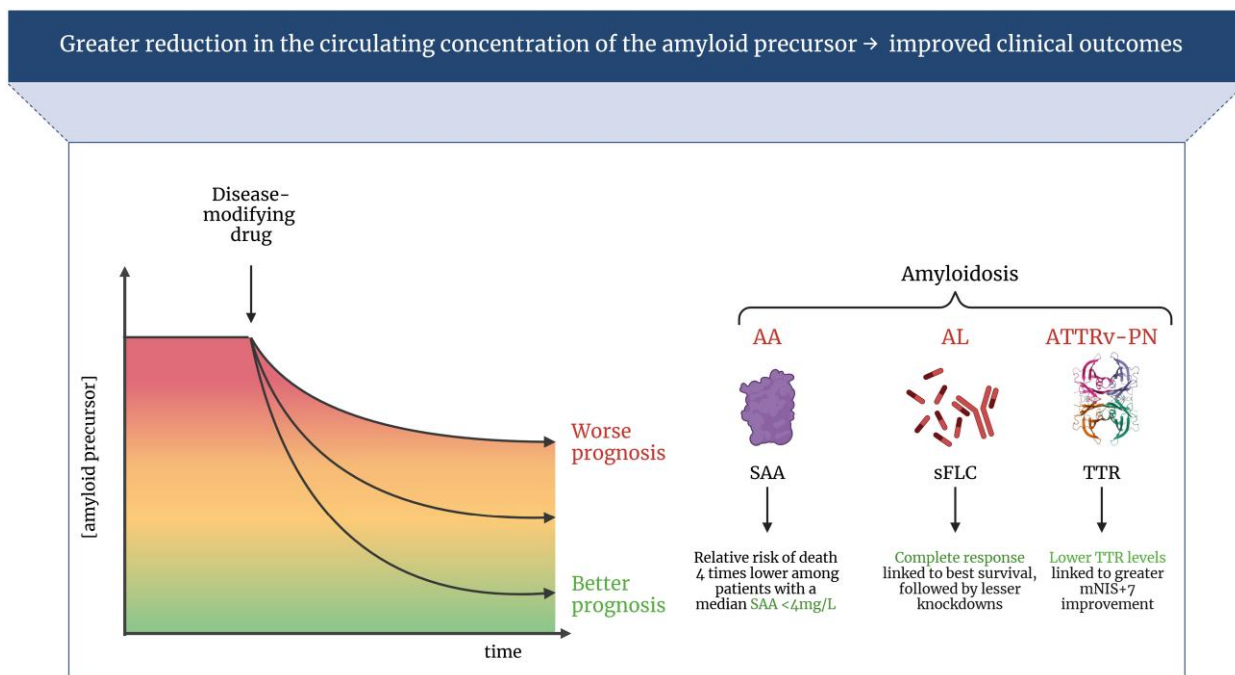 Greater reduction in the circulating concentration of the amyloid precursor → improved clinical outcomes
Disease-
modifying
drug
[amyloid precursor]
time
Worse
prognosis
Better
prognosis
Amyloidosis
AA
AL
ATTRv-PN
SAA
sFLC
TTR
Relative risk of death
4 times lower among
patients with a
median SAA <4mg/L
Complete response
linked to best survival,
followed by lesser
knockdowns
Lower TTR levels
linked to greater
mNIS+7
improvement